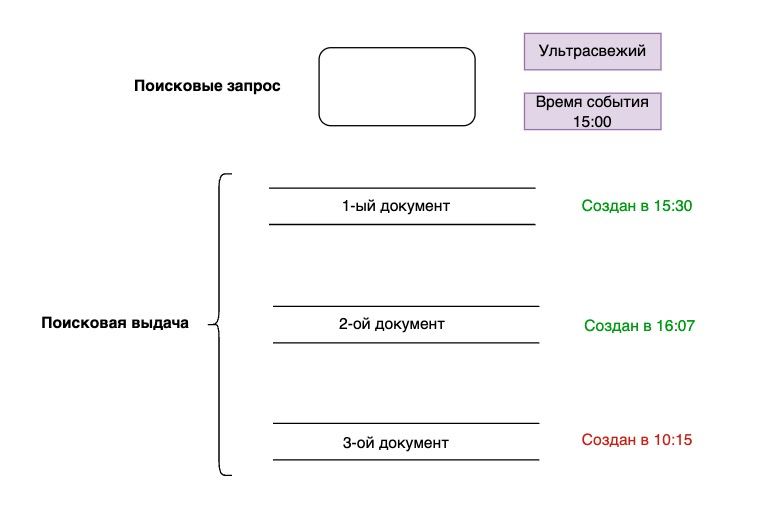 Ультрасвежий
Поисковые запрос
Время события
15:00
1-ый документ
Создан в 15:30
Поисковая выдача
2-ой документ
Создан в 16:07
3-ой документ
Создан в 10:15